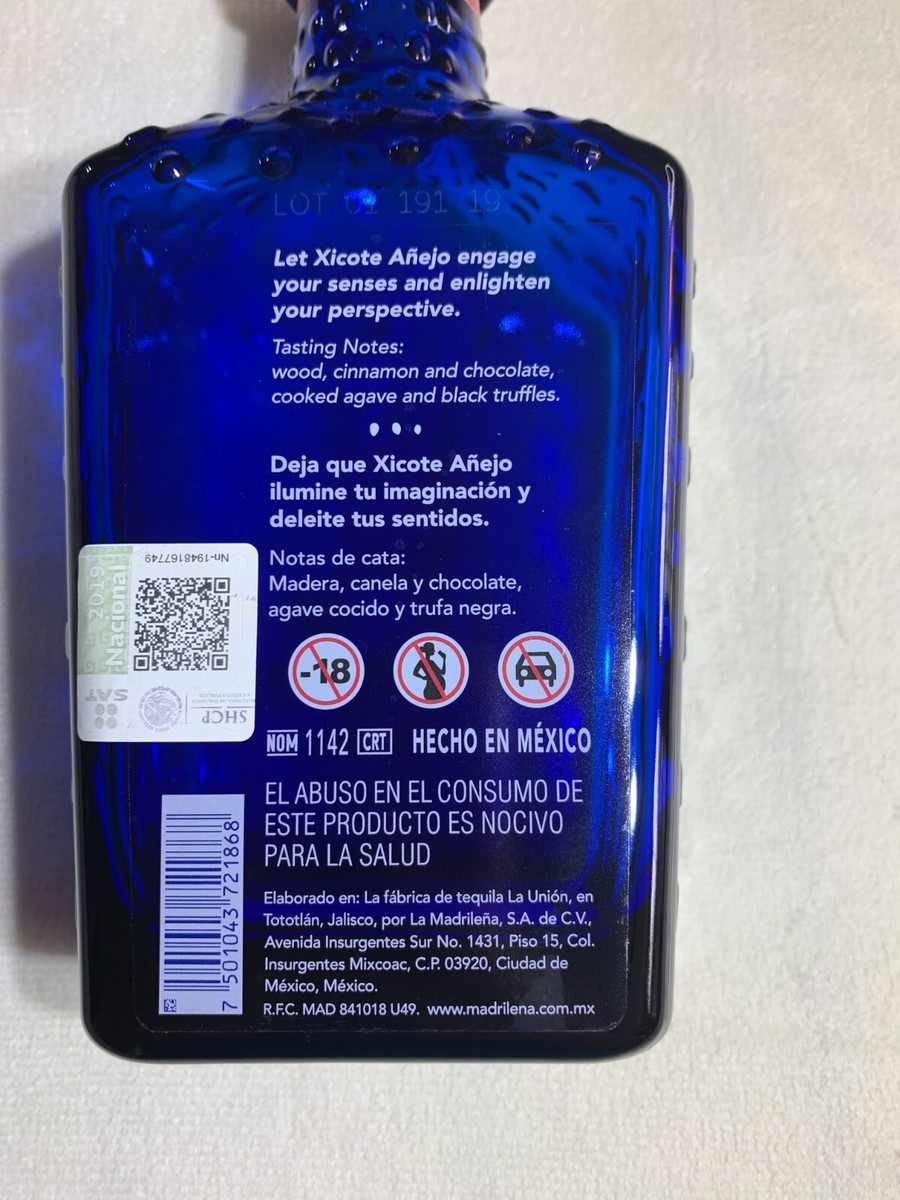 LOT 01 191 19
Let Xicote Añejo engage
your senses and enlighten
your perspective.
Tasting Notes:
wood, cinnamon and chocolate,
cooked agave and black truffles.
Deja que Xicote Añejo
ilumine tu imaginación y
deleite tus sentidos.
Notas de cata:
Madera, canela y chocolate,
agave cocido y trufa negra.
Nn-1948167749
2019
Nacional
SAT
SHCP
-18
NOM 1142 CRT HECHO EN MÉXICO
EL ABUSO EN EL CONSUMO DE
ESTE PRODUCTO ES NOCIVO
PARA LA SALUD
7 501043 721868
Elaborado en: La fábrica de tequila La Unión, en
Tototlán, Jalisco, por La Madrileña, S.A. de C.V.,
Avenida Insurgentes Sur No. 1431, Piso 15, Col.
Insurgentes Mixcoac, C.P. 03920, Ciudad de
México, México.
R.F.C. MAD 841018 U49. www.madrilena.com.mx